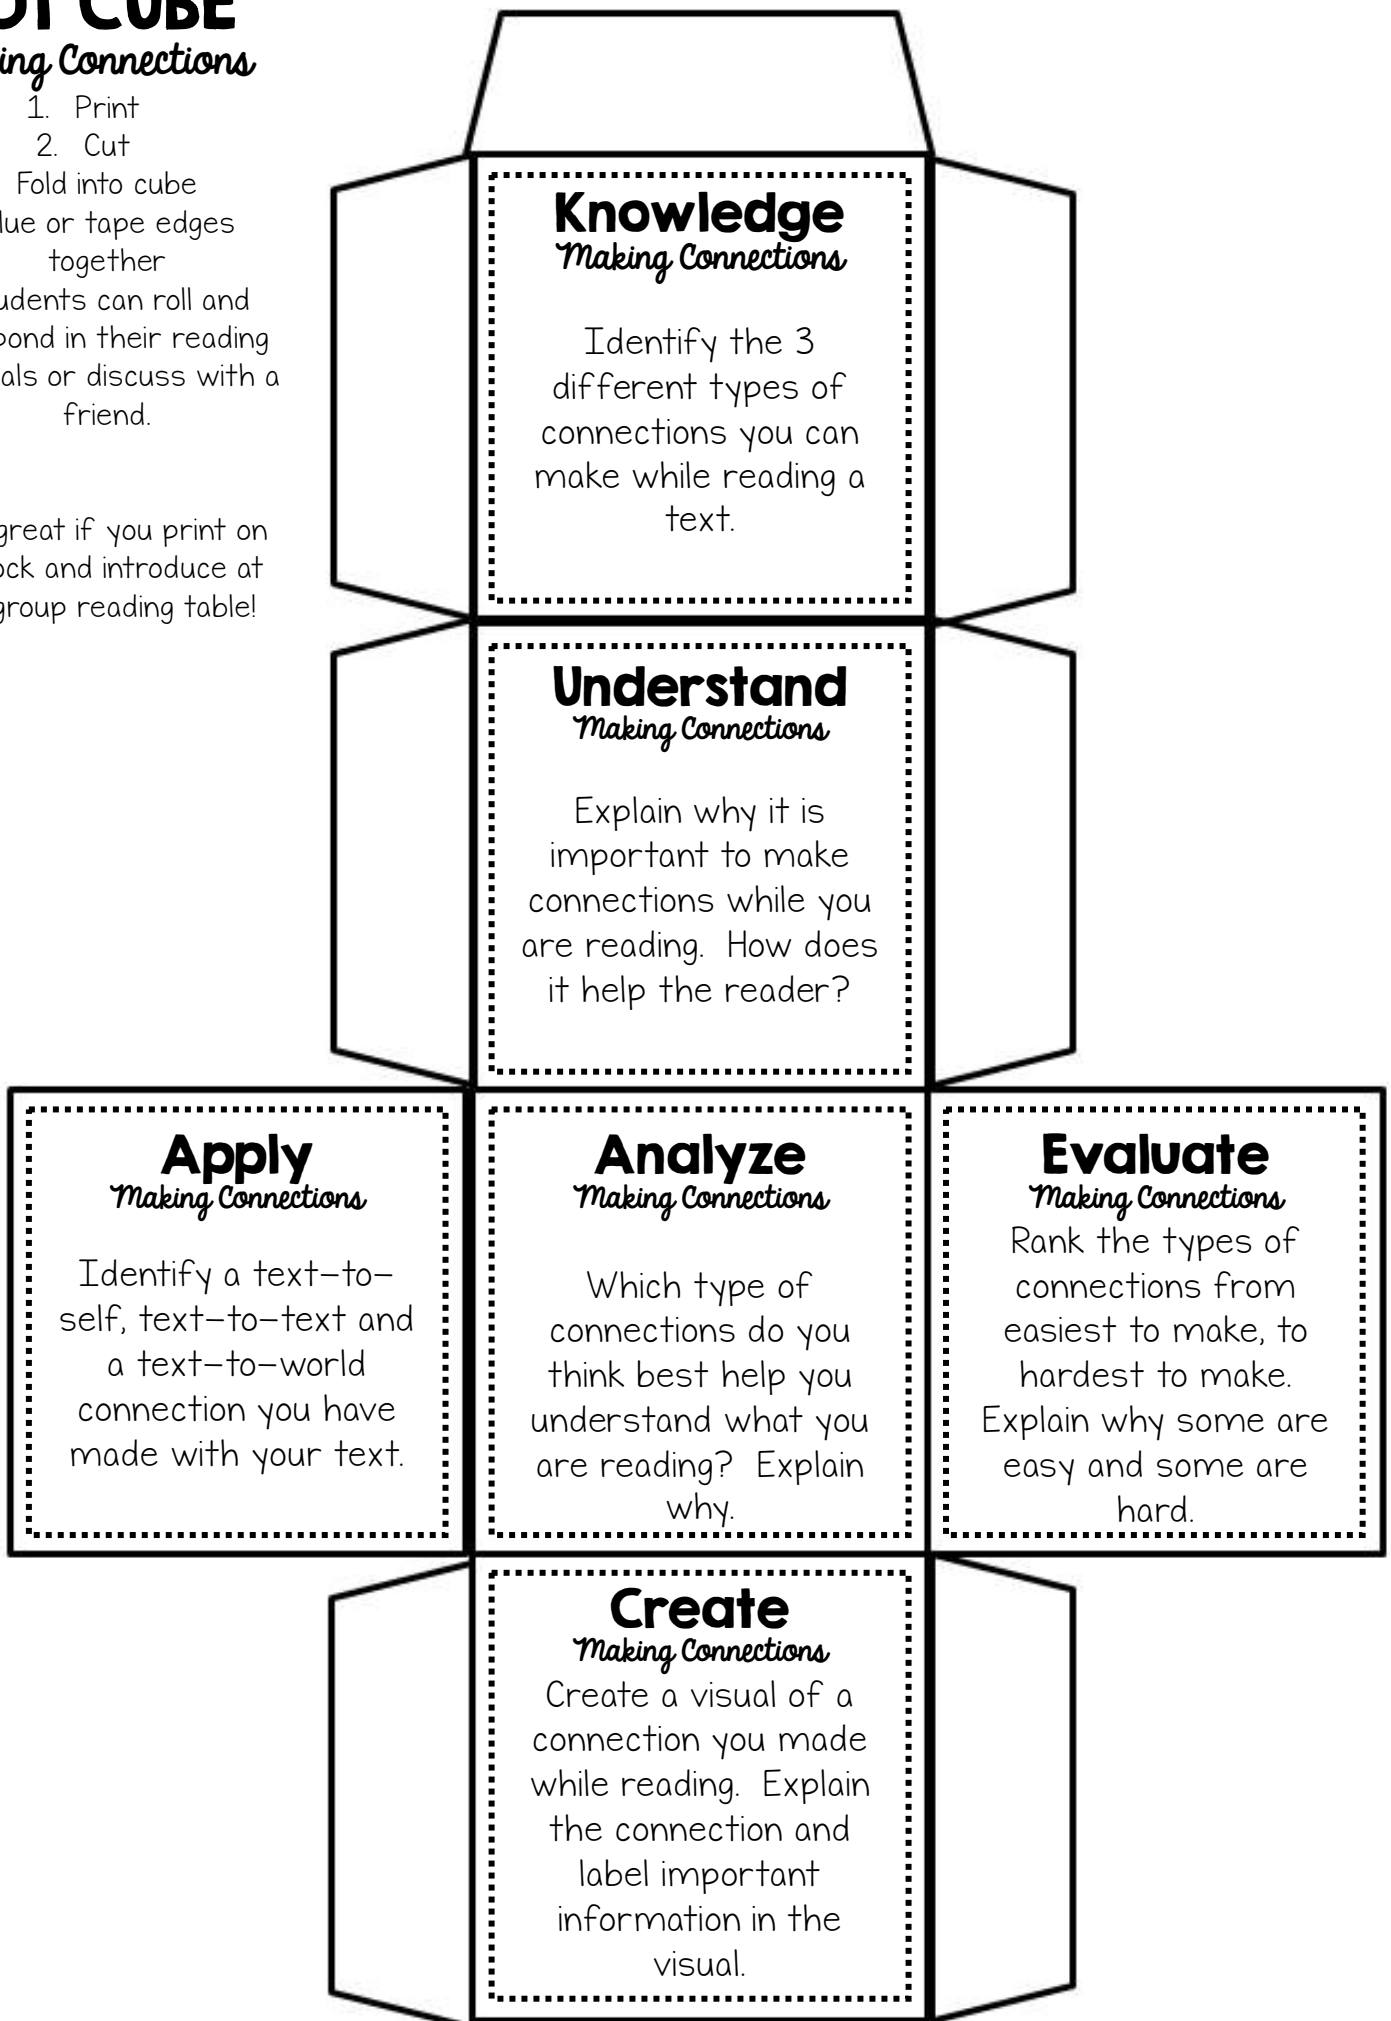 CUBE
Connections
1. Print
2. Cut
Fold into cube
or tape edges
together
can roll and
in their reading
or discuss with a
friend.
great if you print on
and introduce at
group reading table!
Knowledge
Making Connections
Identify the 3
different types of
connections you can
make while reading a
text.
Understand
Making Connections
Explain why it is
important to make
connections while you
are reading. How does
it help the reader?
Apply
Making Connections
Identify a text-to-
self, text-to-text and
a text-to-world
connection you have
made with your text.
Analyze
Making Connections
Which type of
connections do you
think best help you
understand what you
are reading? Explain
why.
Evaluate
Making Connections
Rank the types of
connections from
easiest to make, to
hardest to make.
Explain why some are
easy and some are
hard.
Create
Making Connections
Create a visual of a
connection you made
while reading. Explain
the connection and
label important
information in the
visual.